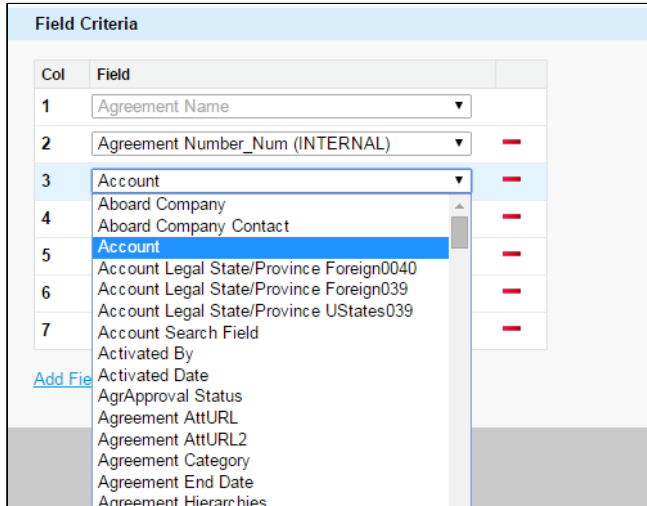 Field Criteria
Col Field
1 Agreement Name
2 Agreement Number_Num (INTERNAL)
3 Account
Aboard Company
4
Aboard Company Contact
Account
5
Account Legal State/Province Foreign0040
6 Account Legal State/Province Foreign039
Account Legal State/Province UStates039
7 Account Search Field
Activated By
Add Fie Activated Date
AgrApproval Status
Agreement AttURL
Agreement AttURL2
Agreement Category
Agreement End Date
Agreement Hierarchies